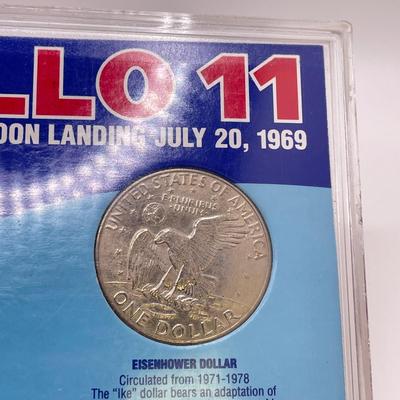 LLO 11
OON LANDING JULY 20, 1969
UNITED STATES OF AMERICA
E PLURIBUS
UNUM
ONE DOLLAR
EISENHOWER DOLLAR
Circulated from 1971-1978
The "Ike" dollar bears an adaptation of